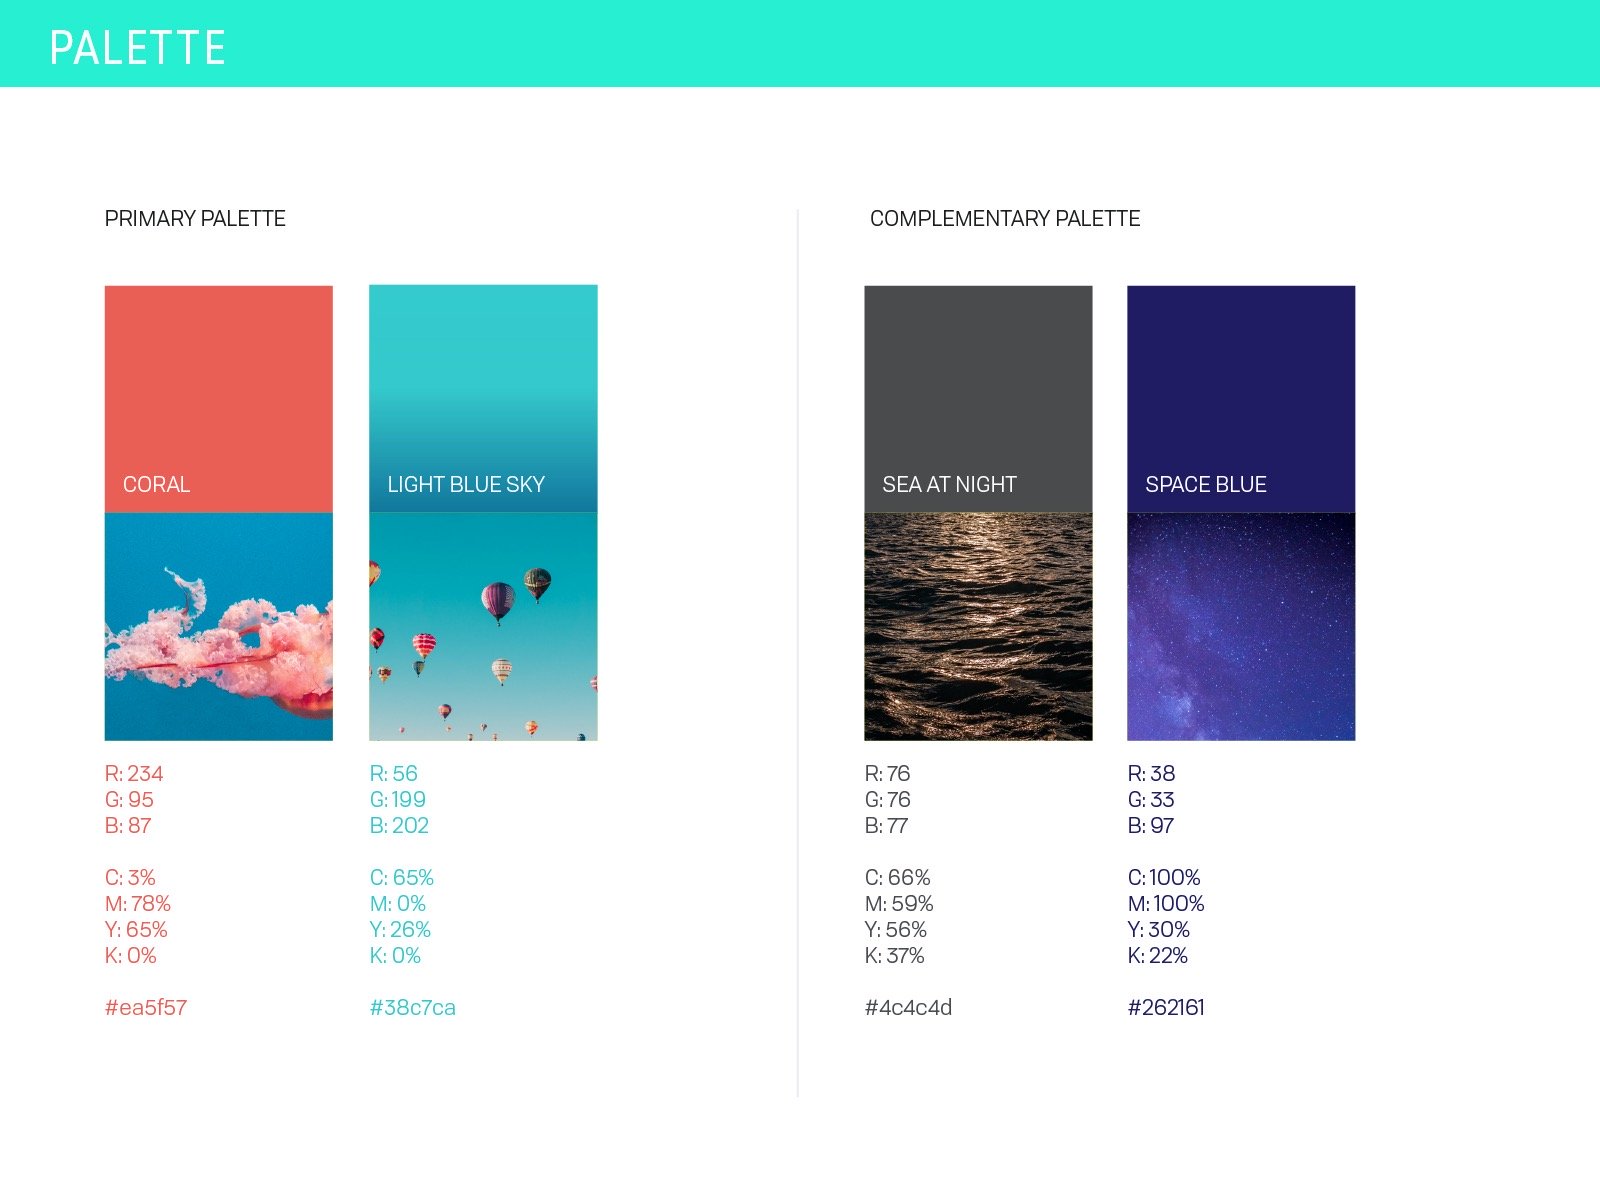 PALETTE
PRIMARY PALETTE
CORAL
R: 234
G: 95
B: 87
C: 3%
M: 78%
Y: 65%
K: 0%
#ea5f57
LIGHT BLUE SKY
R: 56
G: 199
B: 202
C: 65%
M: 0%
Y: 26%
K: 0%
#38c7ca
COMPLEMENTARY PALETTE
SEA AT NIGHT
R: 76
G: 76
B: 77
C: 66%
M: 59%
Y: 56%
K: 37%
#4c4c4d
SPACE BLUE
R: 38
G: 33
B: 97
C: 100%
M: 100%
Y: 30%
K: 22%
#262161